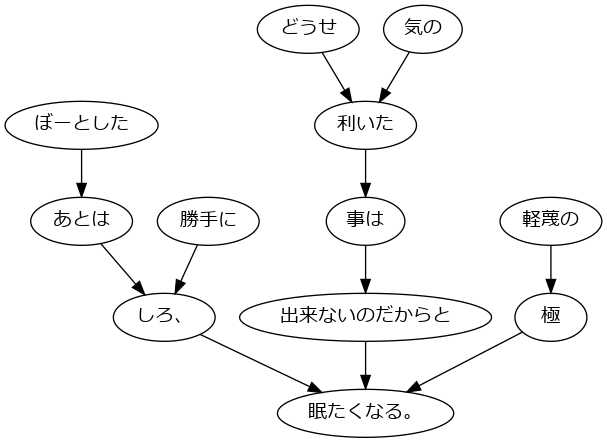 どうせ
気の
ぼーとした
利いた
あとは
勝手に
事は
軽蔑の
しろ、
出来ないのだからと
極
眠たくなる。